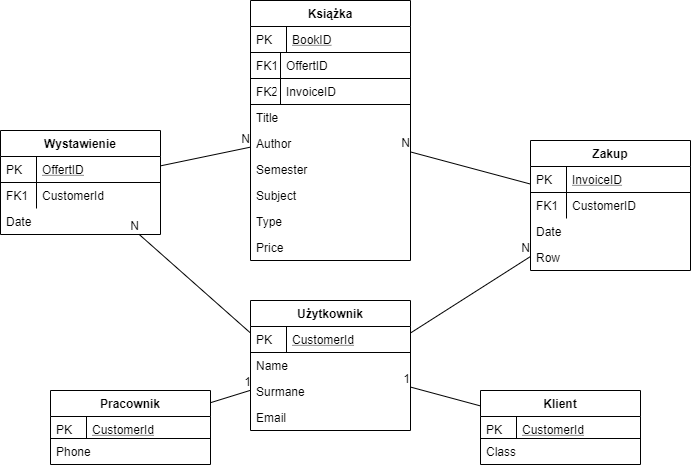 Książka
PK BookID
FK1 OffertID
FK2 InvoiceID
Title
Author
Semester
Subject
Type
Price
Wystawienie
PK OffertID
FK1 CustomerId
Date
N
N
N
N
Zakup
PK InvoiceID
FK1 CustomerID
Date
Row
Użytkownik
PK CustomerId
Name
Surmane
Email
1
1
Pracownik
PK CustomerId
Phone
Klient
PK CustomerId
Class